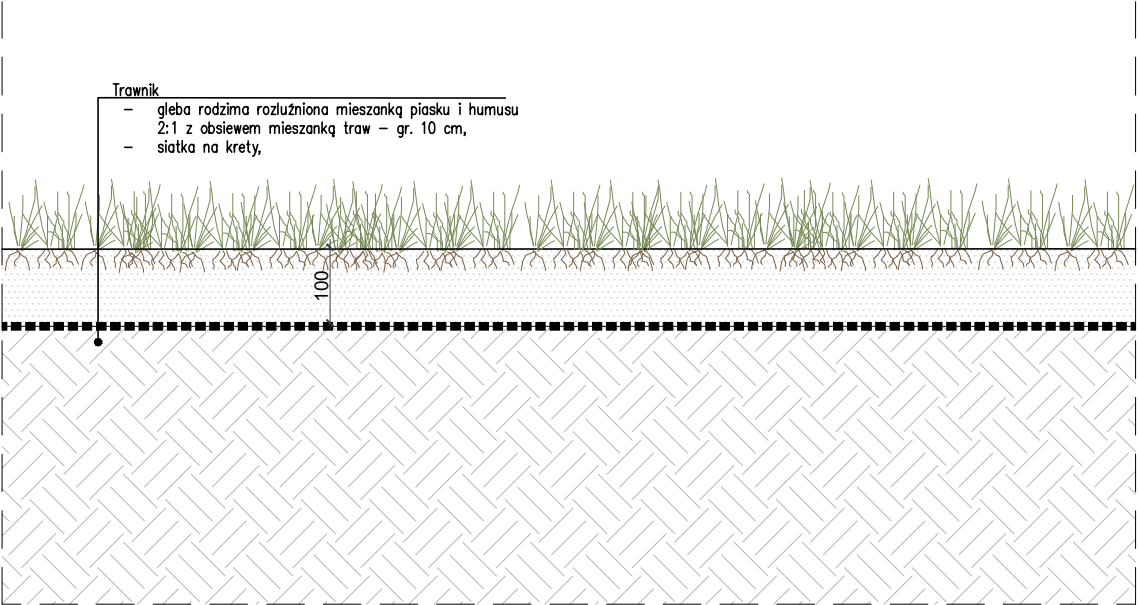 Trawnik
– gleba rodzima rozluźniona mieszanką piasku i humusu
2:1 z obsiewem mieszanką traw – gr. 10 cm,
– siatka na krety,
100